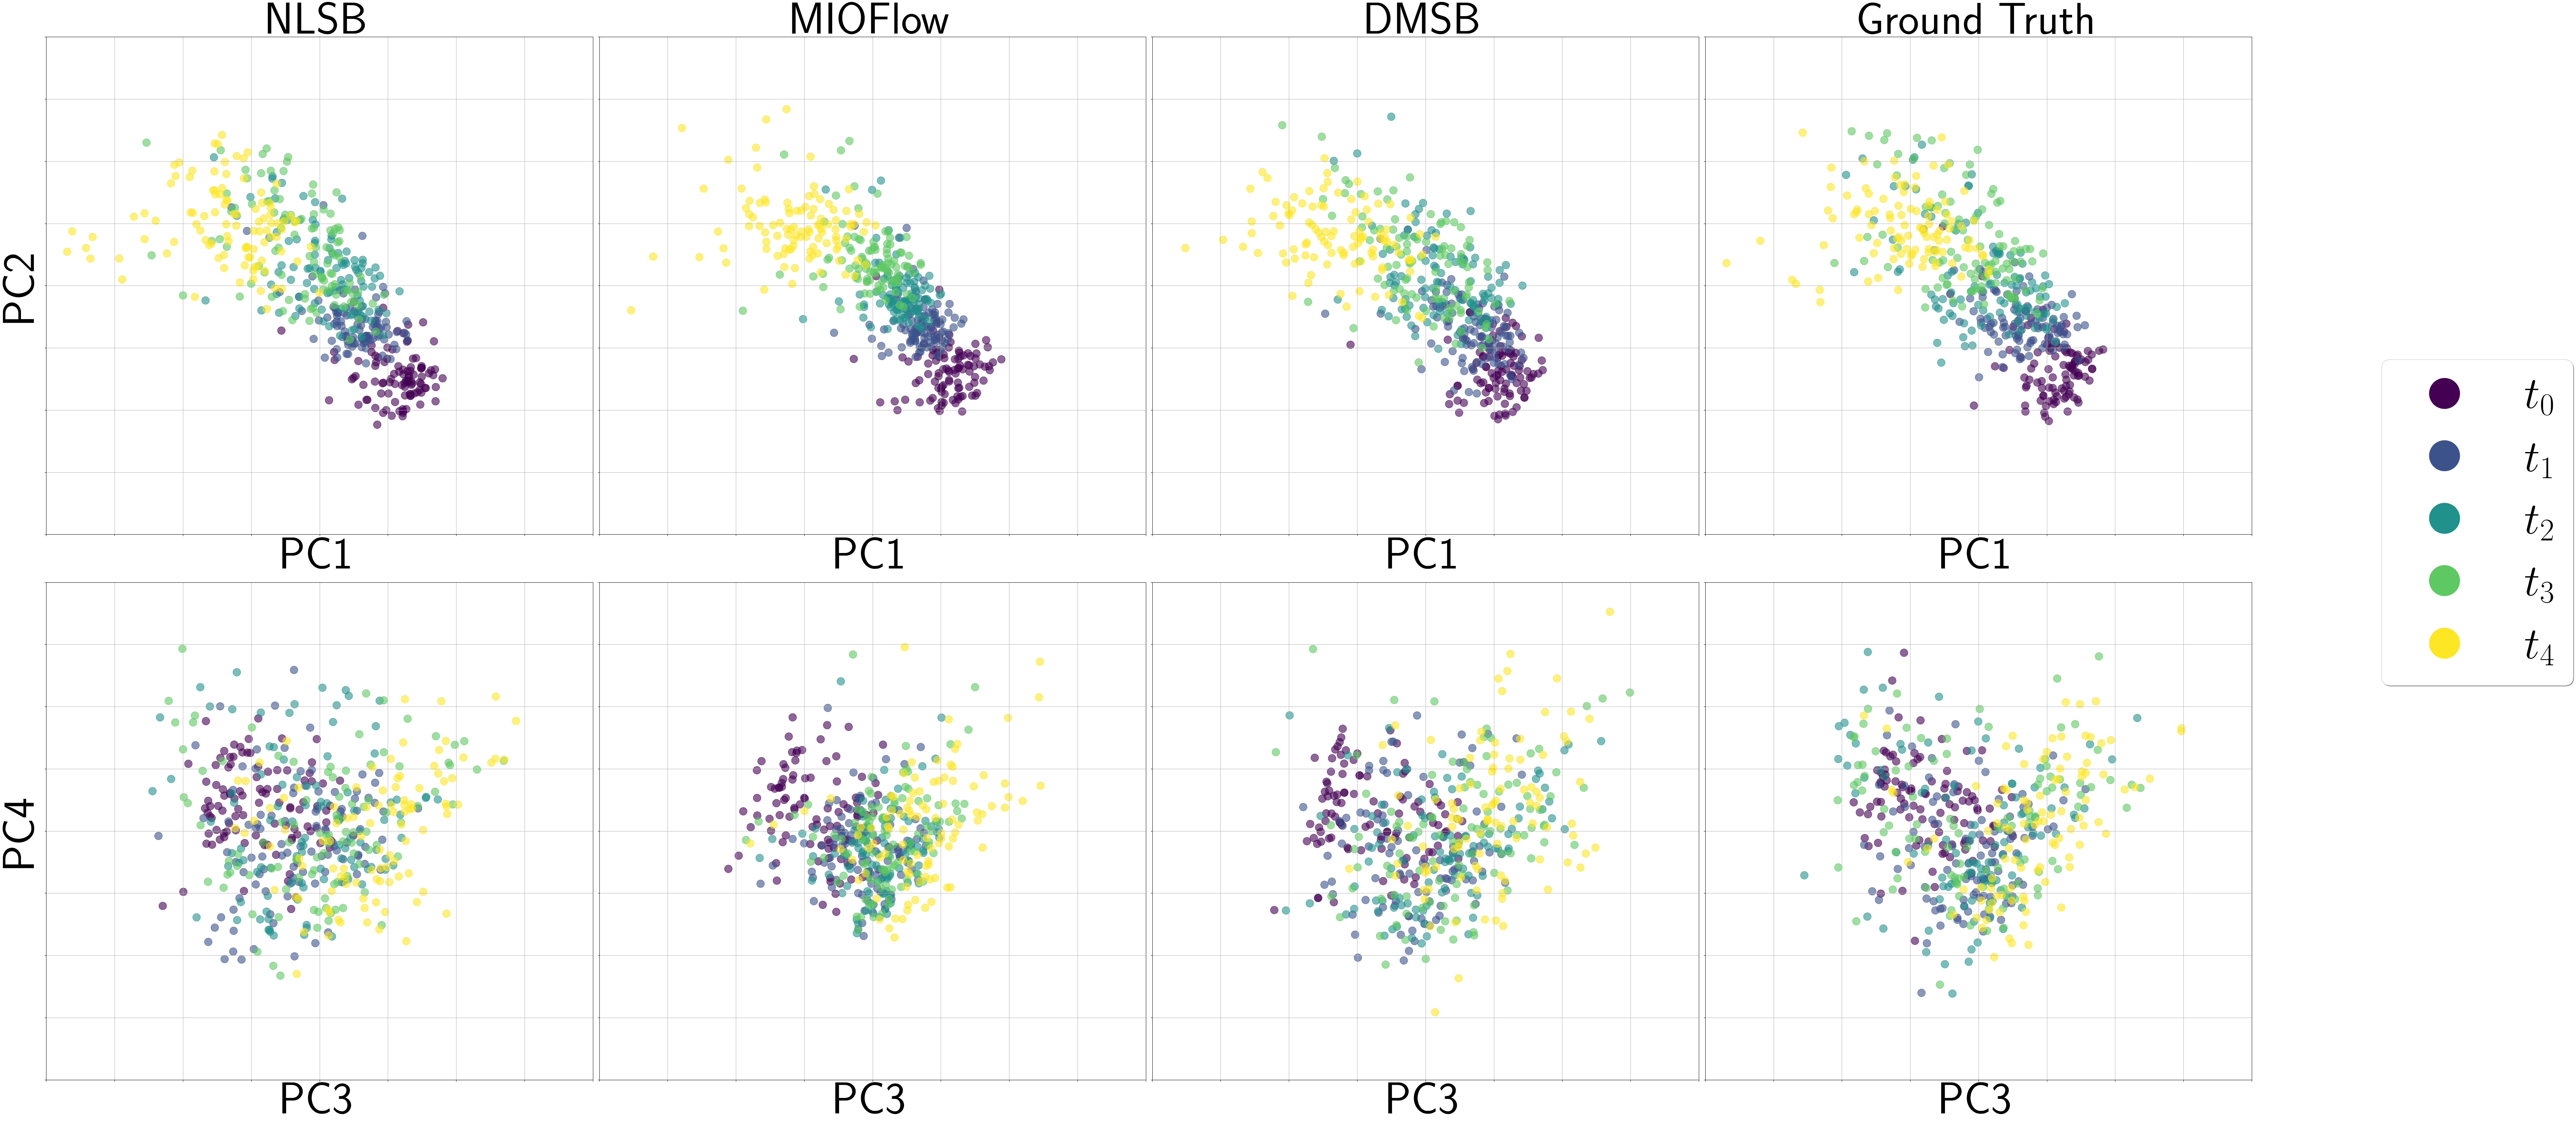 NLSB MIOFlow DMSB Ground Truth
PC2
PC1 PC1 PC1 PC1
PC4
PC3 PC3 PC3 PC3
t0
t1
t2
t3
t4